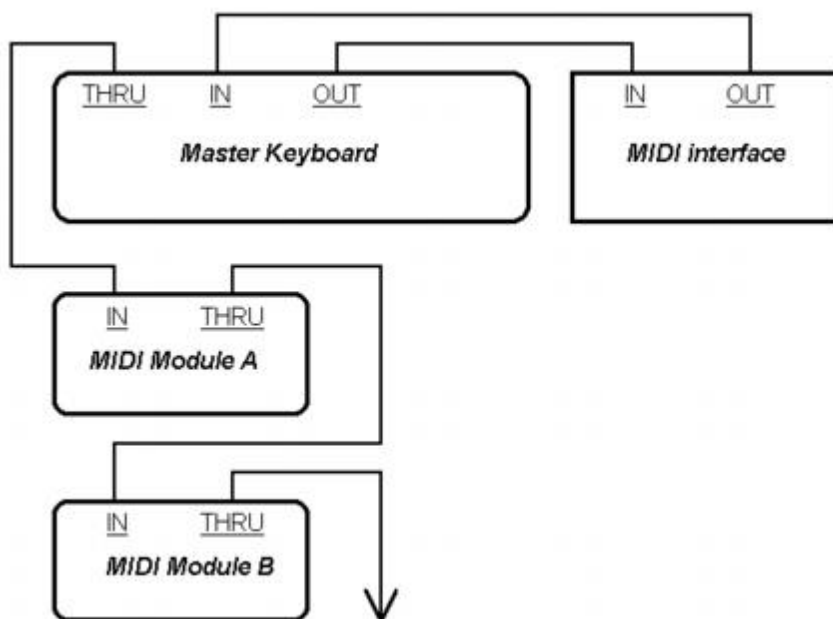 THRU IN OUT IN OUT
Master Keyboard MIDI interface
IN THRU
MIDI Module A
IN THRU
MIDI Module B